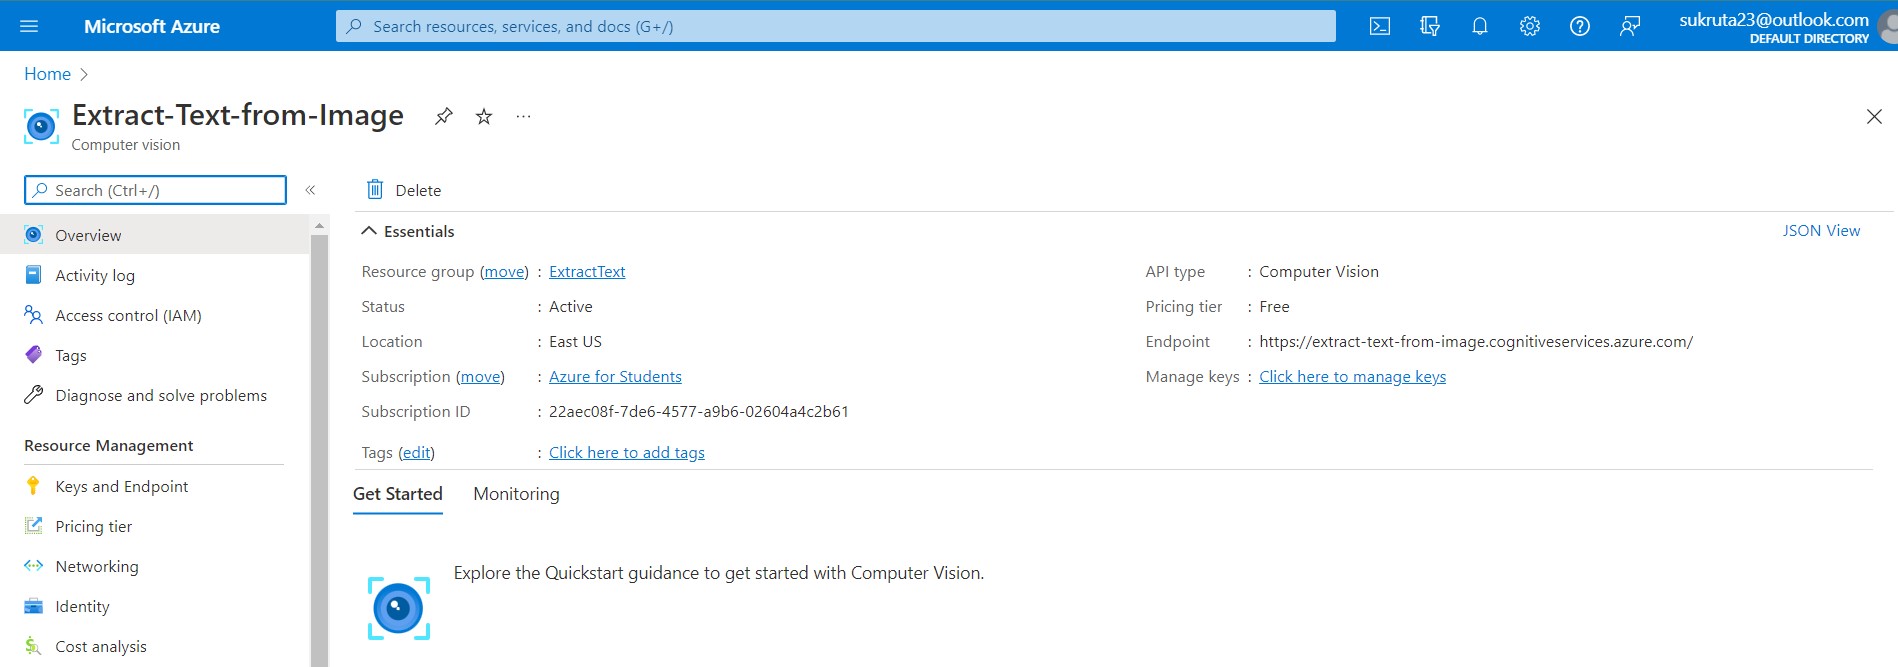 Microsoft Azure
Search resources, services, and docs (G+/)
sukruta23@outlook.com
DEFAULT DIRECTORY
Home
Extract-Text-from-Image
...
Computer vision
Search (Ctrl+/)
Overview
Activity log
Access control (IAM)
Tags
Diagnose and solve problems
Resource Management
Keys and Endpoint
Pricing tier
Networking
Identity
Cost analysis
Delete
Essentials
JSON View
Resource group (move) : ExtractText
Status : Active
Location : East US
Subscription (move) : Azure for Students
Subscription ID : 22aec08f-7de6-4577-a9b6-02604a4c2b61
Tags (edit) : Click here to add tags
API type : Computer Vision
Pricing tier : Free
Endpoint : https://extract-text-from-image.cognitiveservices.azure.com/
Manage keys : Click here to manage keys
Get Started Monitoring
Explore the Quickstart guidance to get started with Computer Vision.